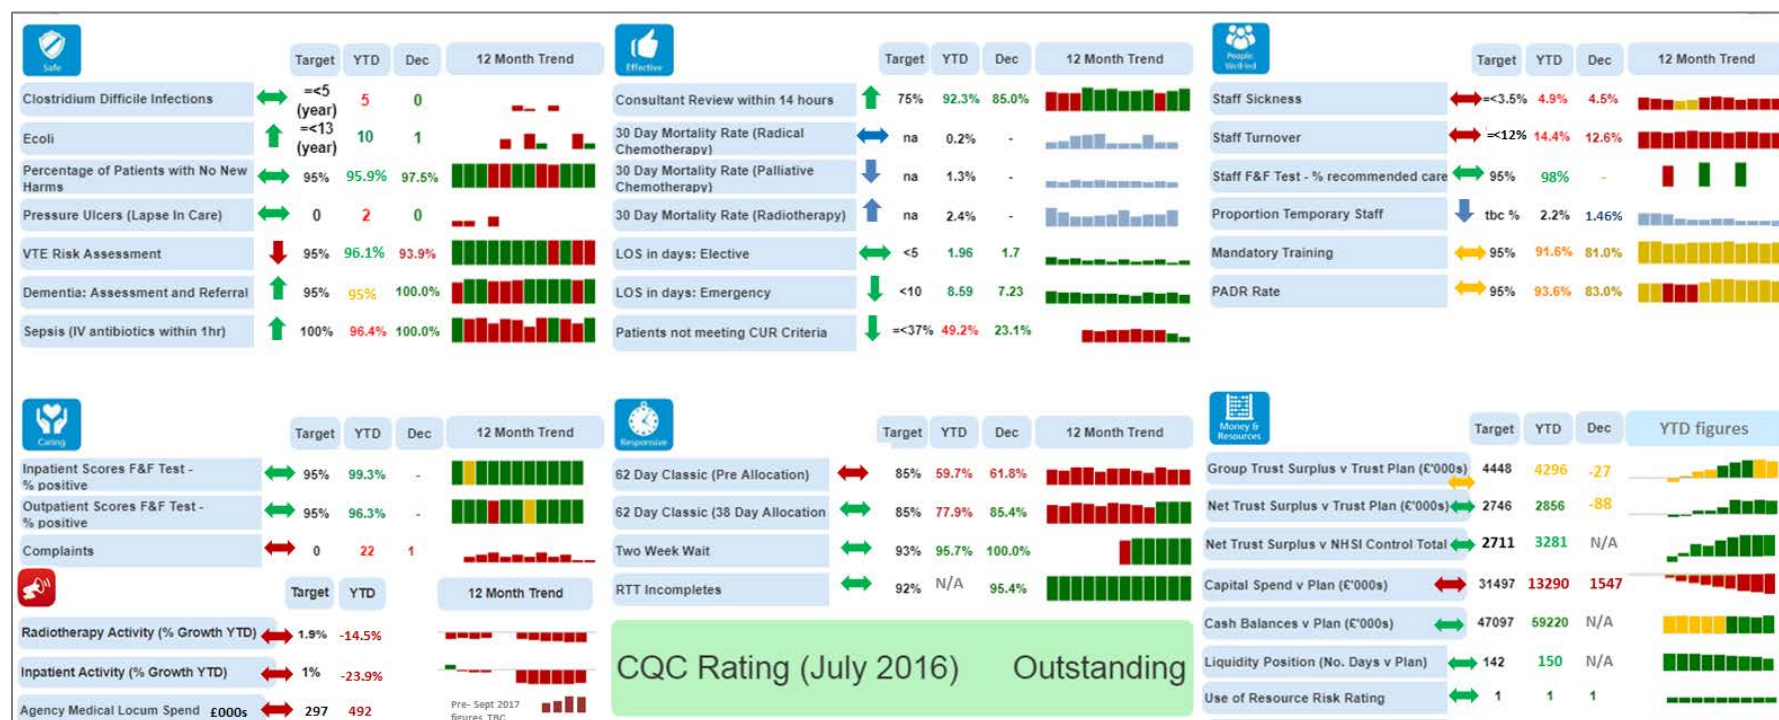 Safe
Target YTD Dec 12 Month Trend
Clostridium Difficile Infections =<5 (year) 5 0
Ecoli =<13 (year) 10 1
Percentage of Patients with No New Harms 95% 95.9% 97.5%
Pressure Ulcers (Lapse In Care) 0 2 0
VTE Risk Assessment 95% 96.1% 93.9%
Dementia: Assessment and Referral 95% 95% 100.0%
Sepsis (IV antibiotics within 1hr) 100% 96.4% 100.0%
Effective
Target YTD Dec 12 Month Trend
Consultant Review within 14 hours 75% 92.3% 85.0%
30 Day Mortality Rate (Radical Chemotherapy) na 0.2% -
30 Day Mortality Rate (Palliative Chemotherapy) na 1.3% -
30 Day Mortality Rate (Radiotherapy) na 2.4% -
LOS in days: Elective <5 1.96 1.7
LOS in days: Emergency <10 8.59 7.23
Patients not meeting CUR Criteria =<37% 49.2% 23.1%
People: Well-led
Target YTD Dec 12 Month Trend
Staff Sickness =<3.5% 4.9% 4.5%
Staff Turnover =<12% 14.4% 12.6%
Staff F&F Test - % recommended care 95% 98% -
Proportion Temporary Staff tbc % 2.2% 1.46%
Mandatory Training 95% 91.6% 81.0%
PADR Rate 95% 93.6% 83.0%
Caring
Target YTD Dec 12 Month Trend
Inpatient Scores F&F Test - % positive 95% 99.3% -
Outpatient Scores F&F Test - % positive 95% 96.3% -
Complaints 0 22 1
Target YTD 12 Month Trend
Radiotherapy Activity (% Growth YTD) 1.9% -14.5%
Inpatient Activity (% Growth YTD) 1% -23.9%
Agency Medical Locum Spend £000s 297 492
Pre- Sept 2017
figures TBC
Responsive
Target YTD Dec 12 Month Trend
62 Day Classic (Pre Allocation) 85% 59.7% 61.8%
62 Day Classic (38 Day Allocation 85% 77.9% 85.4%
Two Week Wait 93% 95.7% 100.0%
RTT Incompletes 92% N/A 95.4%
CQC Rating (July 2016) Outstanding
Money & Resources
Target YTD Dec YTD figures
Group Trust Surplus v Trust Plan (£'000s) 4448 4296 -27
Net Trust Surplus v Trust Plan (£'000s) 2746 2856 -88
Net Trust Surplus v NHSI Control Total 2711 3281 N/A
Capital Spend v Plan (£'000s) 31497 13290 1547
Cash Balances v Plan (£'000s) 47097 59220 N/A
Liquidity Position (No. Days v Plan) 142 150 N/A
Use of Resource Risk Rating 1 1 1